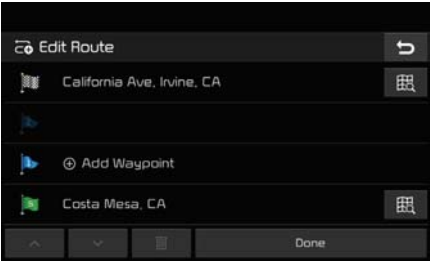 Edit Route
California Ave, Irvine, CA
Add Waypoint
Costa Mesa, CA
Done